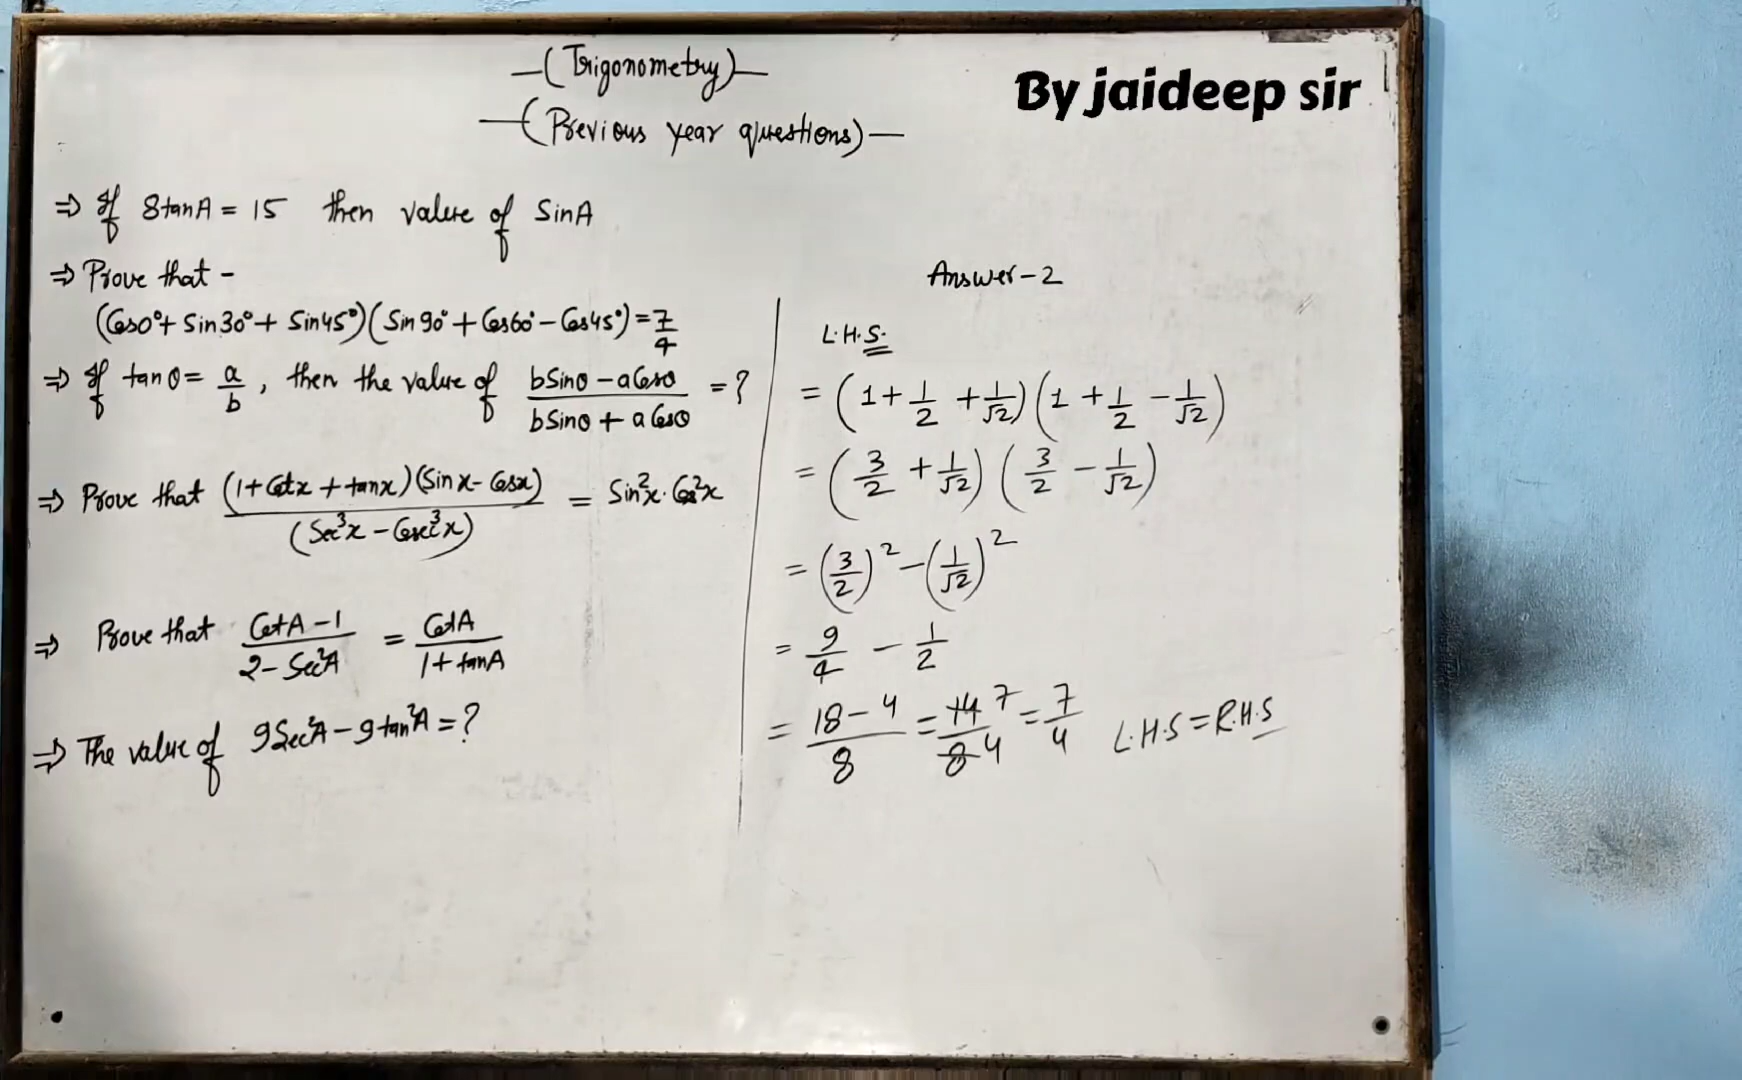 —(Trigonometry)—
—(Previous year questions)—
By jaideep sir
⇒ If 8tanA = 15 then value of SinA
⇒ Prove that -
(Cos0° + Sin30° + Sin45°)(Sin90° + Cos60° - Cos45°) = 7/4
⇒ If tanθ = a/b, then the value of (bSinθ - aCosθ)/(bSinθ + aCosθ) = ?
⇒ Prove that (1 + Cotx + tanx)(Sinx - Cosx)/(Sec³x - Cosec³x) = Sin²x·Cos²x
⇒ Prove that (CotA - 1)/(2 - Sec²A) = CotA/(1 + tanA)
⇒ The value of 9Sec²A - 9tan²A = ?
Answer-2
L.H.S.
= (1 + 1/2 + 1/√2)(1 + 1/2 - 1/√2)
= (3/2 + 1/√2)(3/2 - 1/√2)
= (3/2)² - (1/√2)²
= 9/4 - 1/2
= (18 - 4)/8 = 14 7/8 4 = 7/4 L.H.S = R.H.S